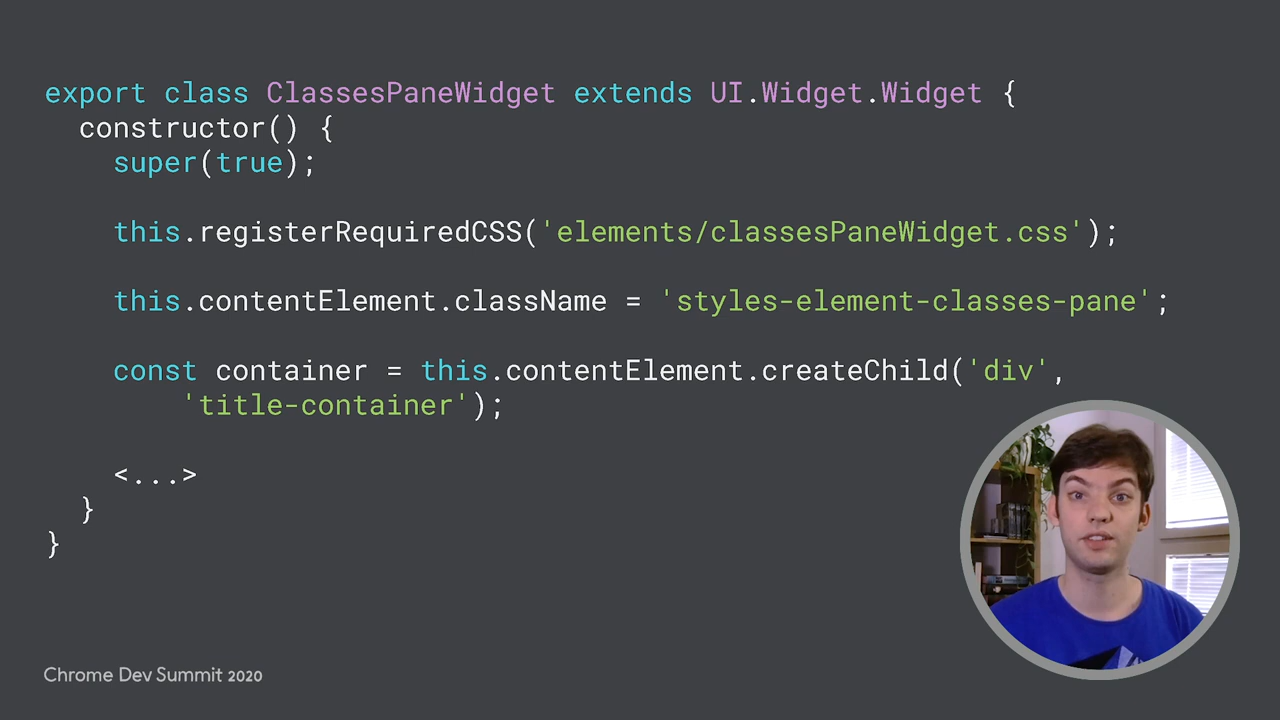 export class ClassesPaneWidget extends UI.Widget.Widget {
constructor() {
super(true);
this.registerRequiredCSS('elements/classesPaneWidget.css');
this.contentElement.className = 'styles-element-classes-pane';
const container = this.contentElement.createChild('div',
'title-container');
<...>
}
}
Chrome Dev Summit 2020